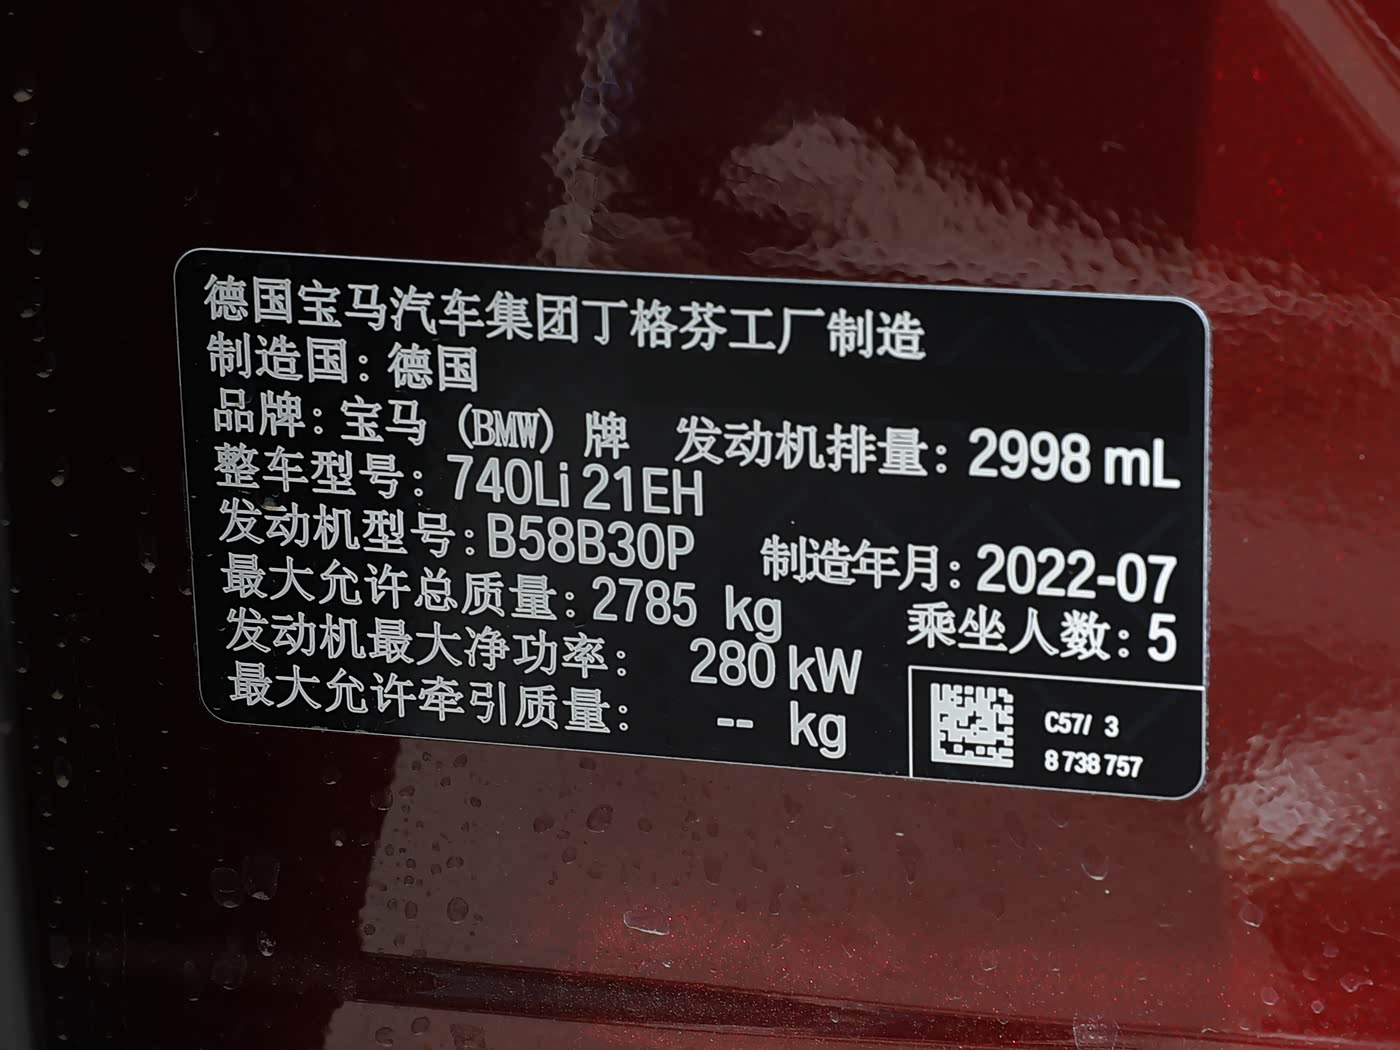 德国宝马汽车集团丁格芬工厂制造
制造国：德国
品牌：宝马（BMW）牌 发动机排量：2998 mL
整车型号：740Li 21EH
发动机型号：B58B30P 制造年月：2022-07
最大允许总质量：2785 kg 乘坐人数：5
发动机最大净功率： 280 kW
最大允许牵引质量： -- kg
C57/ 3
8 738 757